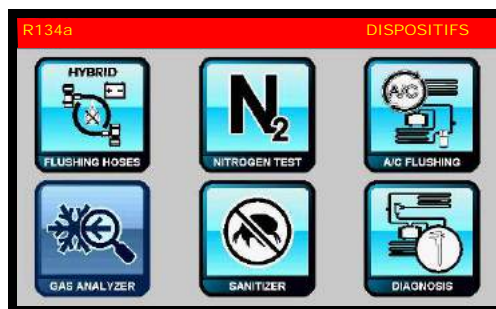 R134a DISPOSITIFS
HYBRID
FLUSHING HOSES
N2
NITROGEN TEST
A/C
A/C FLUSHING
GAS ANALYZER
SANITIZER
DIAGNOSIS